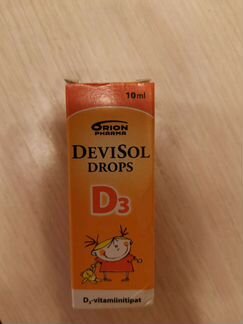 10ml
ORION
PHARMA
DEVISOL
DROPS
D3
D₃-vitamiinitipat